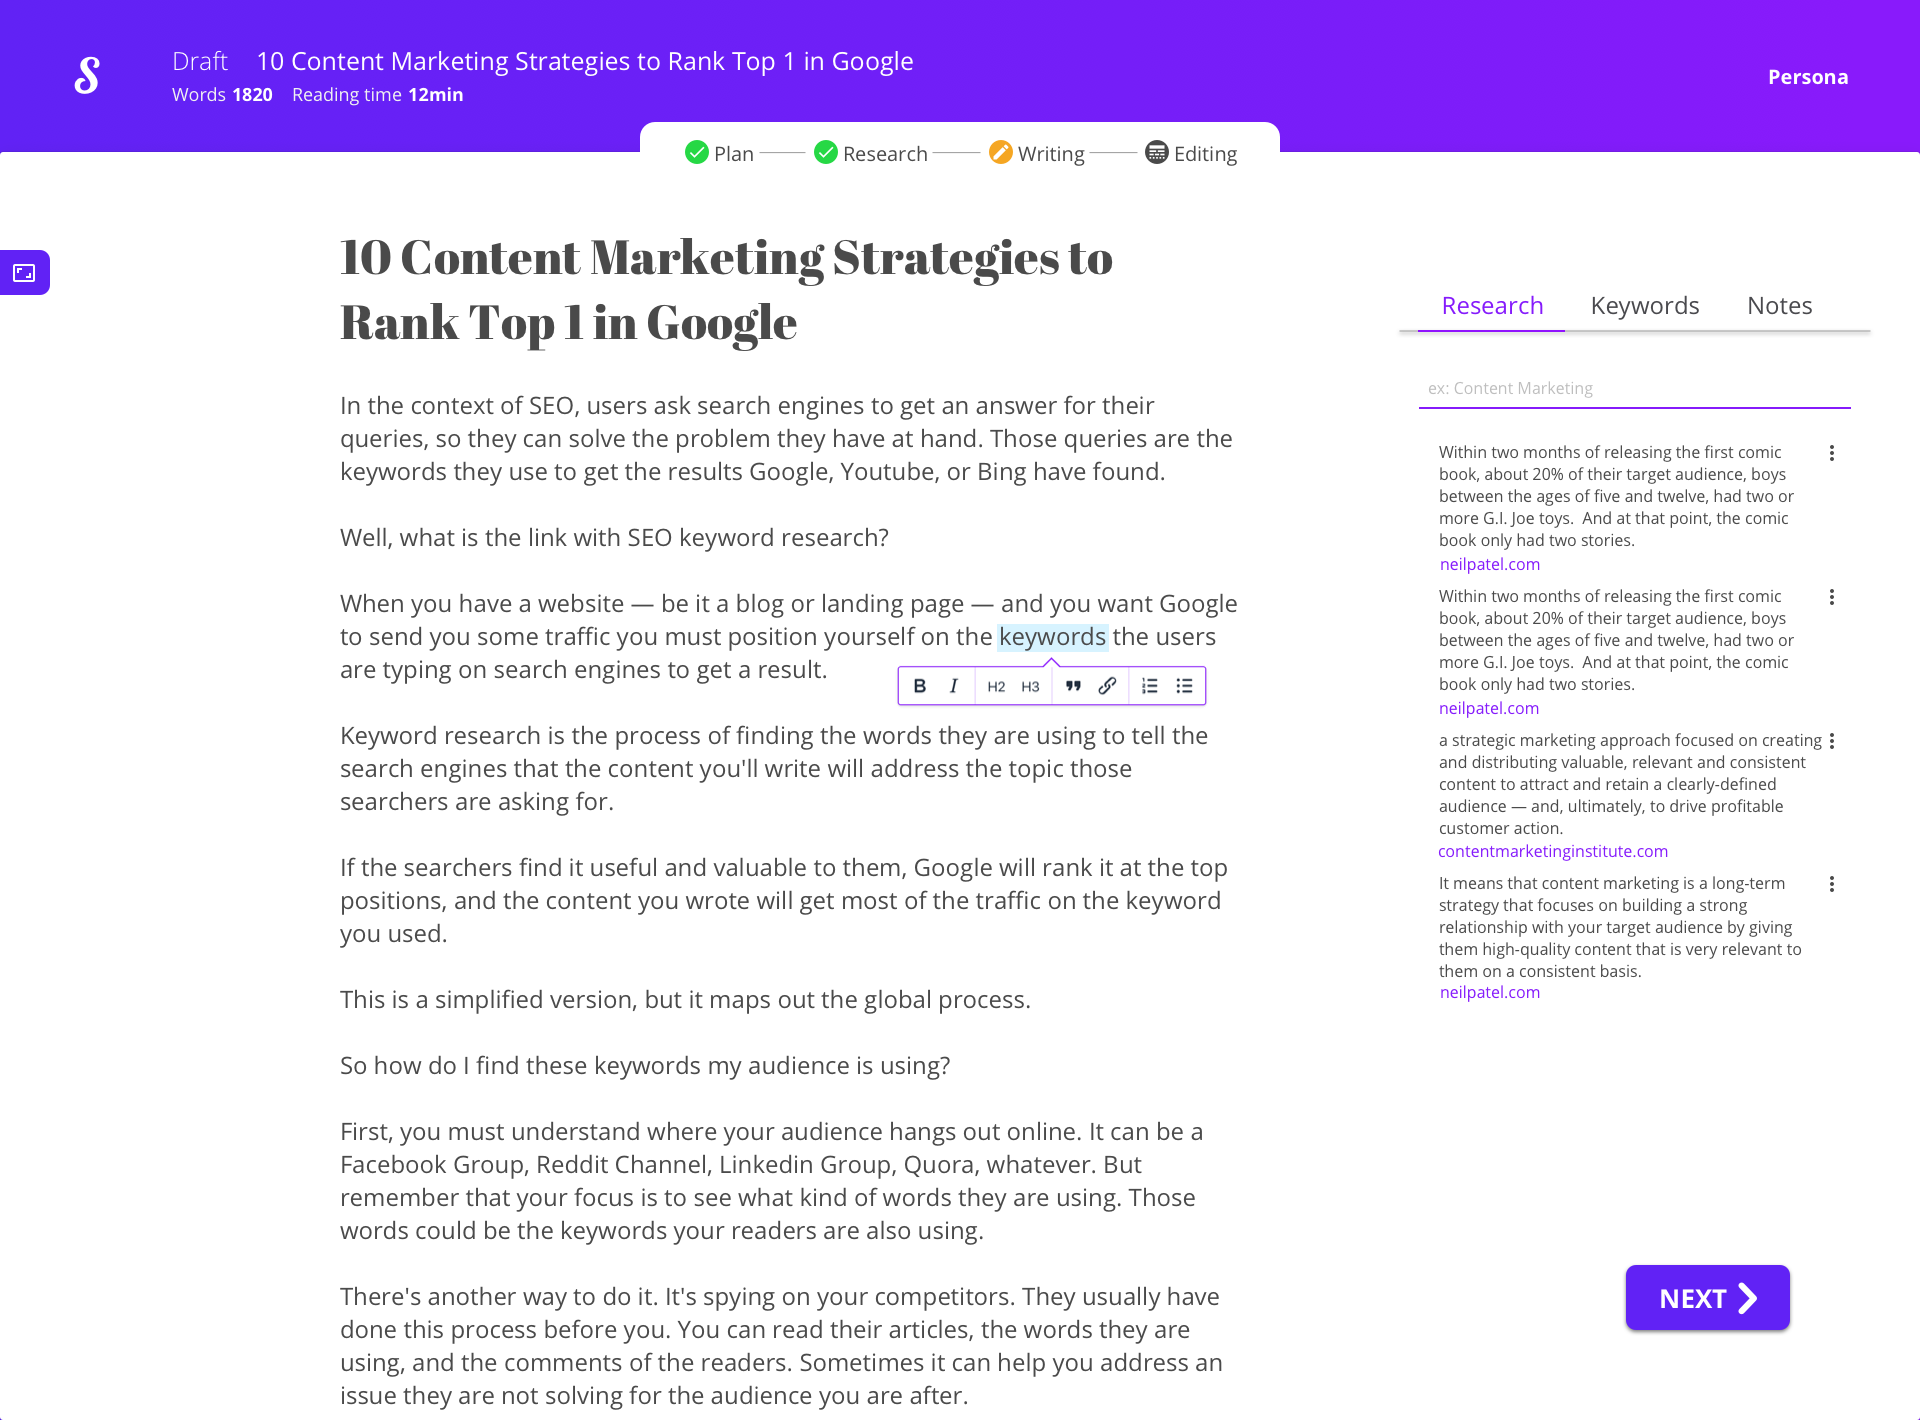 S
Draft 10 Content Marketing Strategies to Rank Top 1 in Google
Words 1820 Reading time 12min
Persona
Plan Research Writing Editing
10 Content Marketing Strategies to
Rank Top 1 in Google
In the context of SEO, users ask search engines to get an answer for their
queries, so they can solve the problem they have at hand. Those queries are the
keywords they use to get the results Google, Youtube, or Bing have found.
Well, what is the link with SEO keyword research?
When you have a website — be it a blog or landing page — and you want Google
to send you some traffic you must position yourself on the keywords the users
are typing on search engines to get a result.
B I H2 H3
Keyword research is the process of finding the words they are using to tell the
search engines that the content you'll write will address the topic those
searchers are asking for.
If the searchers find it useful and valuable to them, Google will rank it at the top
positions, and the content you wrote will get most of the traffic on the keyword
you used.
This is a simplified version, but it maps out the global process.
So how do I find these keywords my audience is using?
First, you must understand where your audience hangs out online. It can be a
Facebook Group, Reddit Channel, Linkedin Group, Quora, whatever. But
remember that your focus is to see what kind of words they are using. Those
words could be the keywords your readers are also using.
There's another way to do it. It's spying on your competitors. They usually have
done this process before you. You can read their articles, the words they are
using, and the comments of the readers. Sometimes it can help you address an
issue they are not solving for the audience you are after.
Research Keywords Notes
ex: Content Marketing
Within two months of releasing the first comic
book, about 20% of their target audience, boys
between the ages of five and twelve, had two or
more G.I. Joe toys.  And at that point, the comic
book only had two stories.
neilpatel.com
Within two months of releasing the first comic
book, about 20% of their target audience, boys
between the ages of five and twelve, had two or
more G.I. Joe toys.  And at that point, the comic
book only had two stories.
neilpatel.com
a strategic marketing approach focused on creating
and distributing valuable, relevant and consistent
content to attract and retain a clearly-defined
audience — and, ultimately, to drive profitable
customer action.
contentmarketinginstitute.com
It means that content marketing is a long-term
strategy that focuses on building a strong
relationship with your target audience by giving
them high-quality content that is very relevant to
them on a consistent basis.
neilpatel.com
NEXT